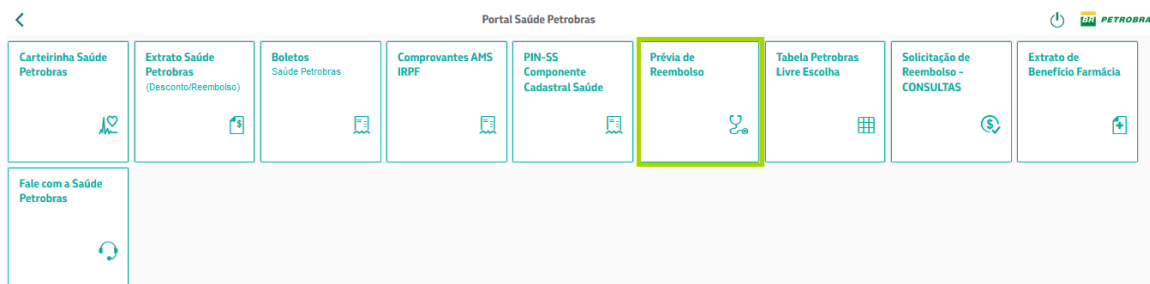 Portal Saúde Petrobras
BR PETROBRA
Carteirinha Saúde
Petrobras
Extrato Saúde
Petrobras
(Desconto/Reembolso)
Boletos
Saúde Petrobras
Comprovantes AMS
IRPF
PIN-SS
Componente
Cadastral Saúde
Prévia de
Reembolso
Tabela Petrobras
Livre Escolha
Solicitação de
Reembolso -
CONSULTAS
Extrato de
Benefício Farmácia
Fale com a Saúde
Petrobras